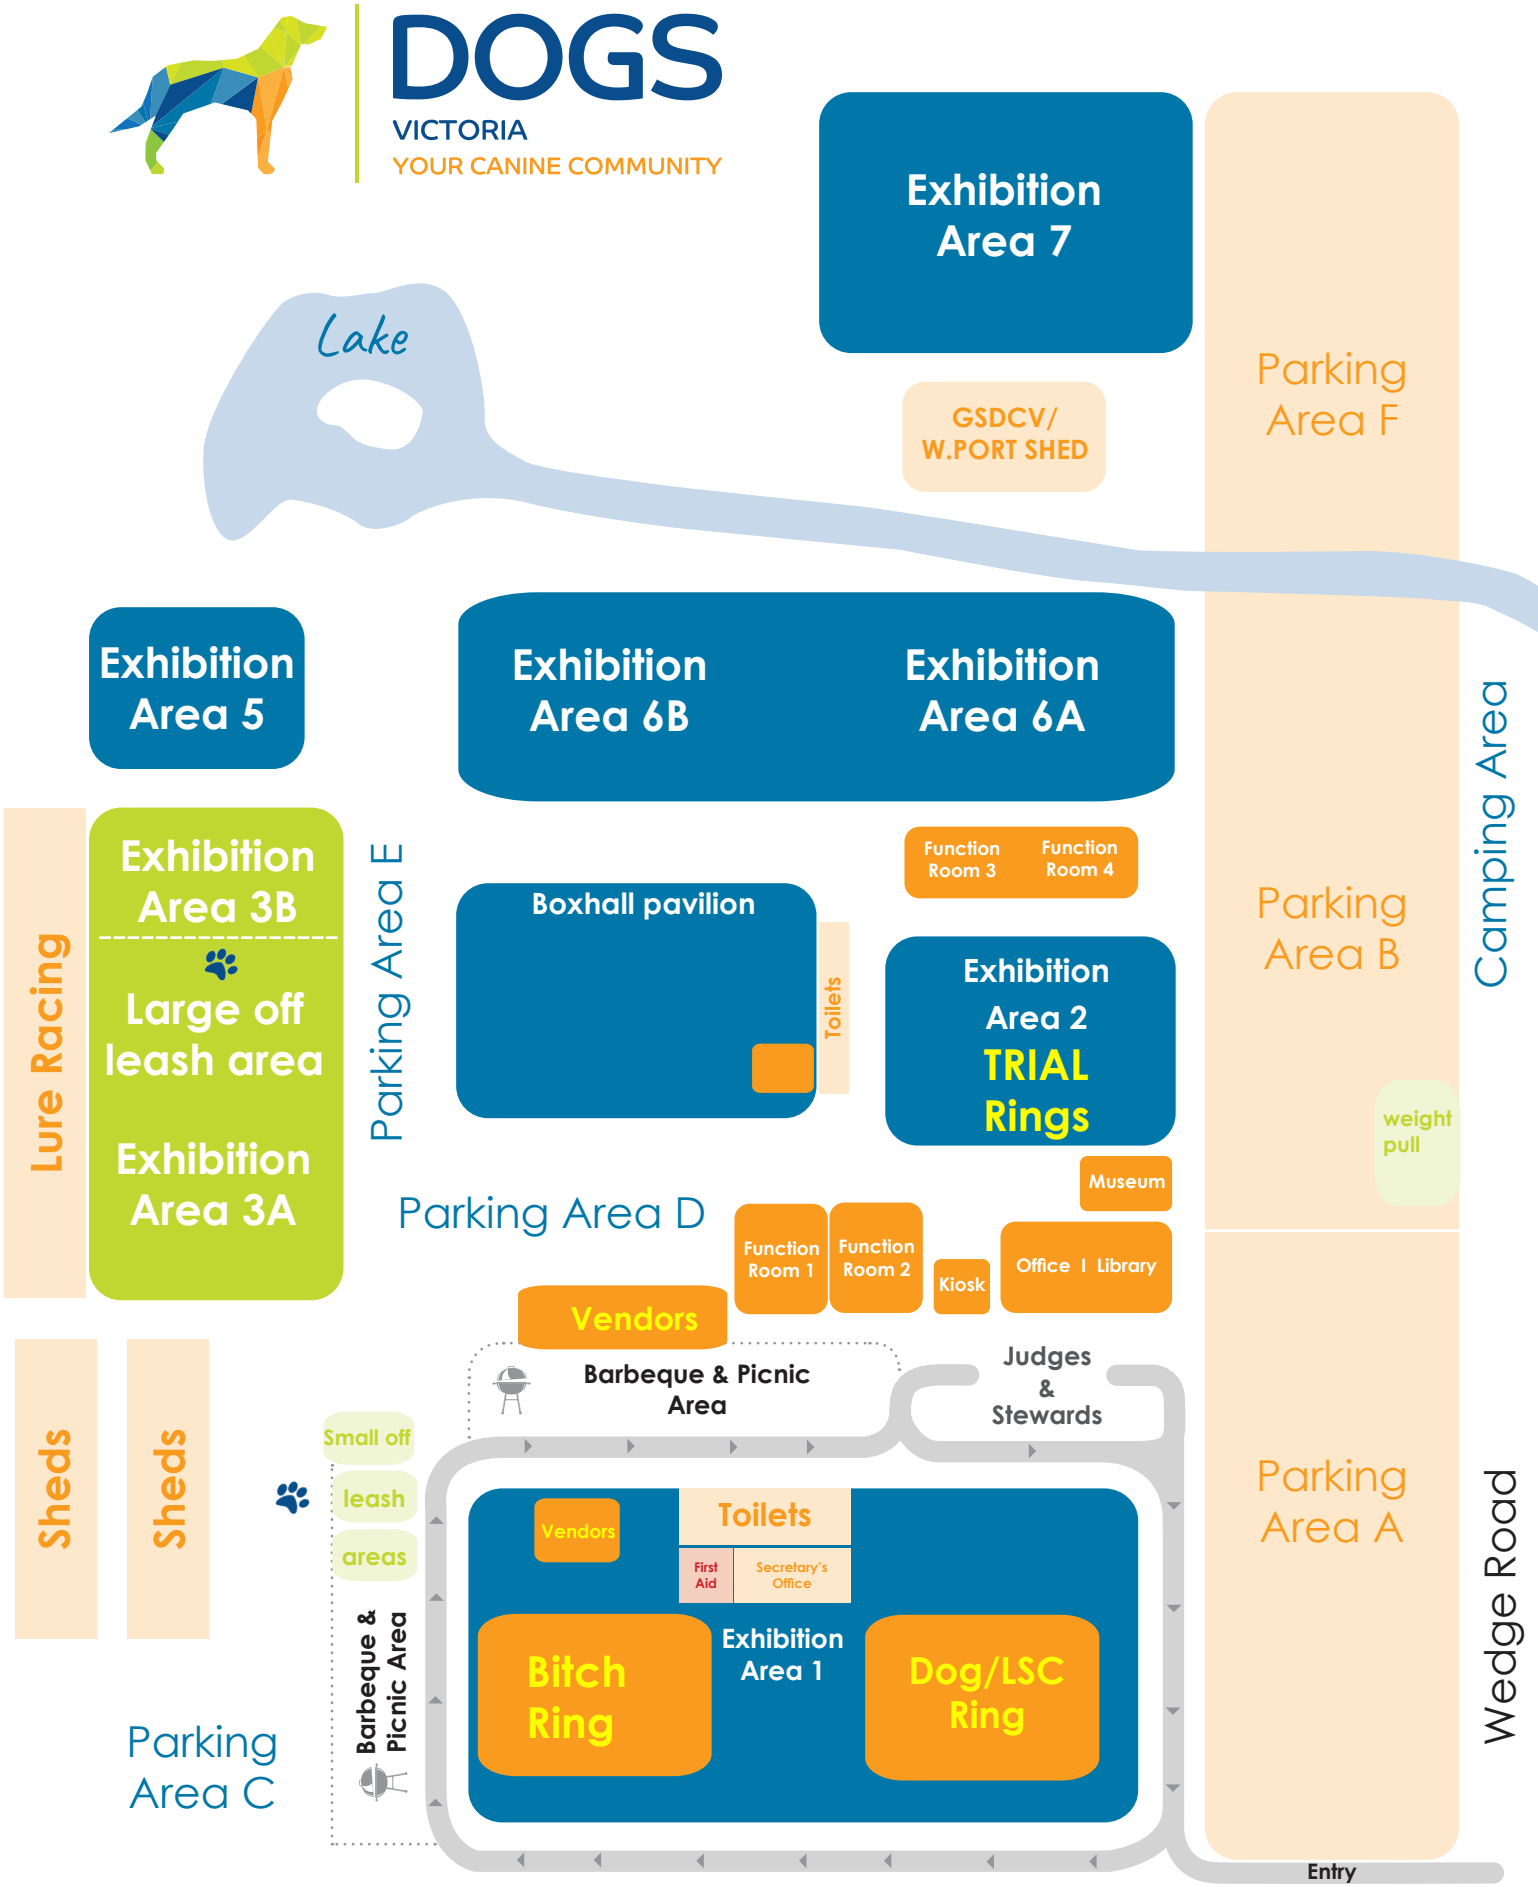 DOGS
VICTORIA
YOUR CANINE COMMUNITY
Exhibition
Area 7
Lake
Parking
Area F
GSDCV/
W.PORT SHED
Exhibition
Area 5
Exhibition
Area 6B
Exhibition
Area 6A
Camping Area
Lure Racing
Exhibition
Area 3B
Large off
leash area
Exhibition
Area 3A
Parking Area E
Boxhall pavilion
Toilets
Function
Room 3
Function
Room 4
Exhibition
Area 2
TRIAL
Rings
Parking
Area B
weight
pull
Museum
Parking Area D
Function
Room 1
Function
Room 2
Kiosk
Office I Library
Vendors
Barbeque & Picnic
Area
Judges
&
Stewards
Sheds
Sheds
Small off
leash
areas
Barbeque &
Picnic Area
Parking
Area C
Vendors
Toilets
First
Aid
Secretary's
Office
Exhibition
Area 1
Bitch
Ring
Dog/LSC
Ring
Parking
Area A
Wedge Road
Entry